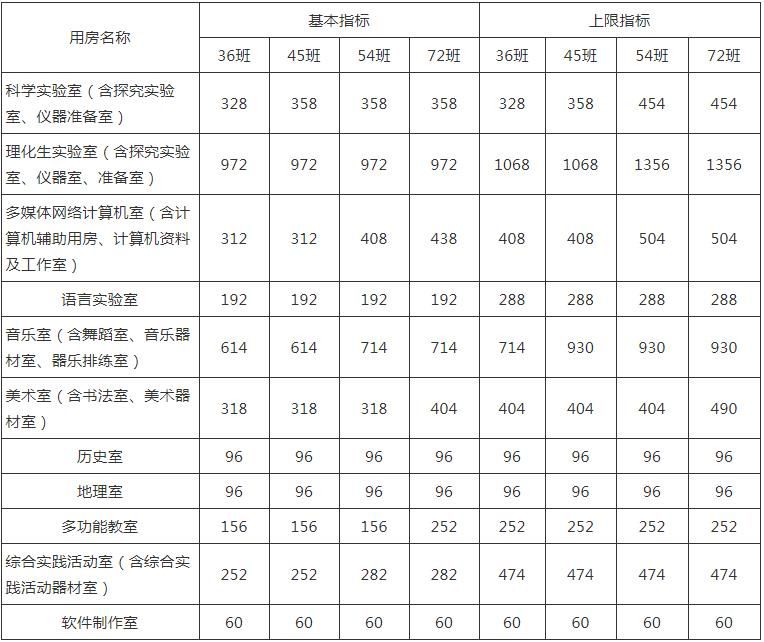 用房名称 基本指标 上限指标
36班 45班 54班 72班 36班 45班 54班 72班
科学实验室（含探究实验
室、仪器准备室） 328 358 358 358 328 358 454 454
理化生实验室（含探究实验
室、仪器室、准备室） 972 972 972 972 1068 1068 1356 1356
多媒体网络计算机室（含计
算机辅助用房、计算机资料 312 312 408 438 408 408 504 504
及工作室）
语言实验室 192 192 192 192 288 288 288 288
音乐室（含舞蹈室、音乐器
材室、器乐排练室） 614 614 714 714 714 930 930 930
美术室（含书法室、美术器
材室） 318 318 318 404 404 404 404 490
历史室 96 96 96 96 96 96 96 96
地理室 96 96 96 96 96 96 96 96
多功能教室 156 156 156 252 252 252 252 252
综合实践活动室（含综合实
践活动器材室） 252 252 282 282 474 474 474 474
软件制作室 60 60 60 60 60 60 60 60